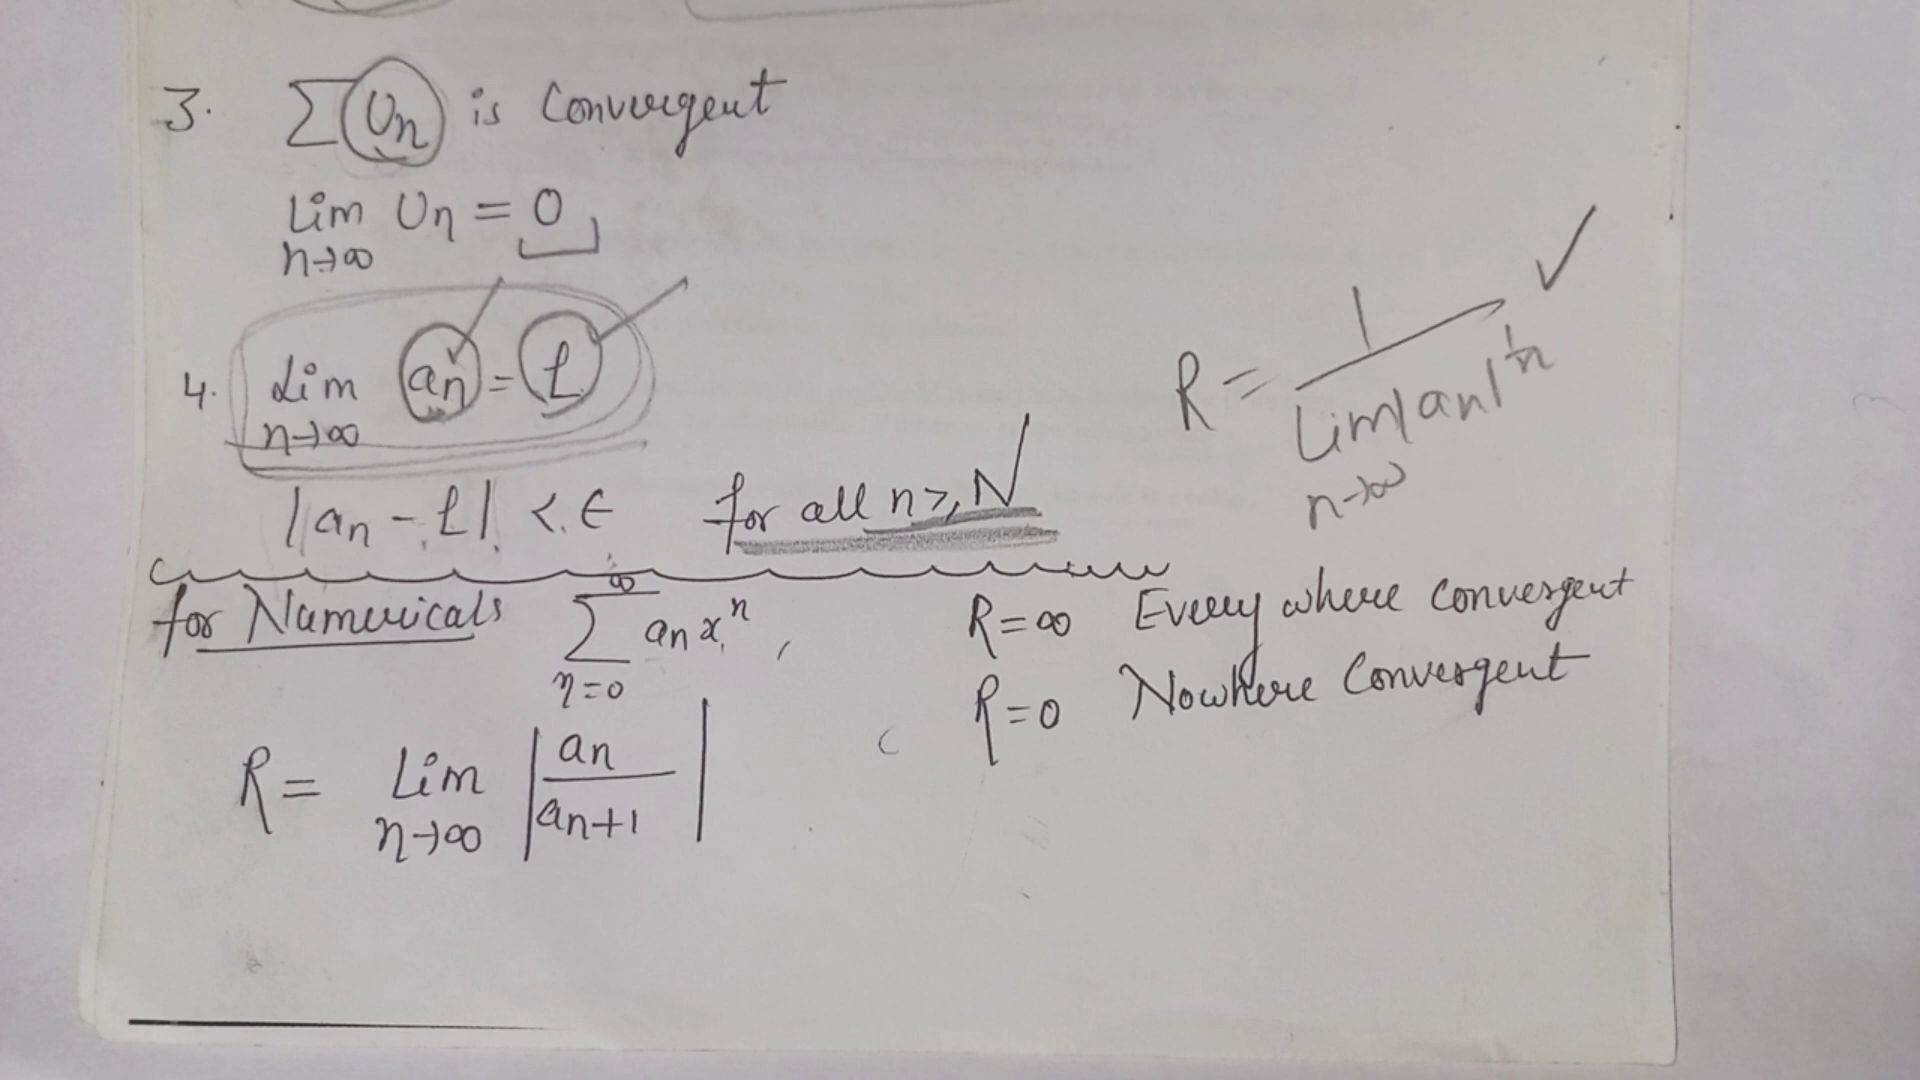 3. ∑ Un is Convergent
Lim Un = 0
n→∞
4. Lim an = L
n→∞
|an - L| < ε for all n ≥ N
R = 1
Lim |an|^1/n
n→∞
for Numericals ∞
∑ an x^n ,
n=0
R=∞ Every where convergent
R=0 Nowhere Convergent
R = Lim | an |
n→∞ | an+1 |